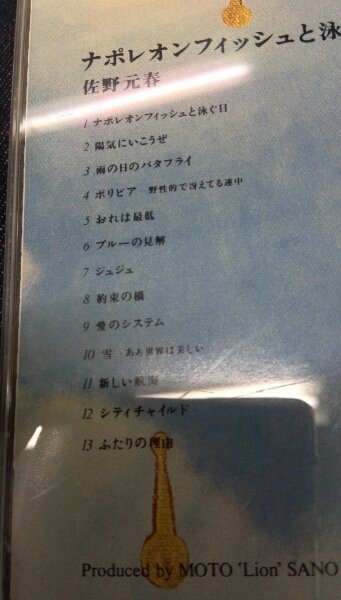 ナポレオンフィッシュと泳
佐野元春
1 ナポレオンフィッシュと泳ぐ日
2 陽気にいこうぜ
3 雨の日のバタフライ
4 ボリビア 野性的で冴えてる連中
5 おれは最低
6 ブルーの見解
7 ジュジュ
8 約束の橋
9 愛のシステム
10 雪 ああ世界は美しい
11 新しい航海
12 シティチャイルド
13 ふたりの理由
Produced by MOTO 'Lion' SANO